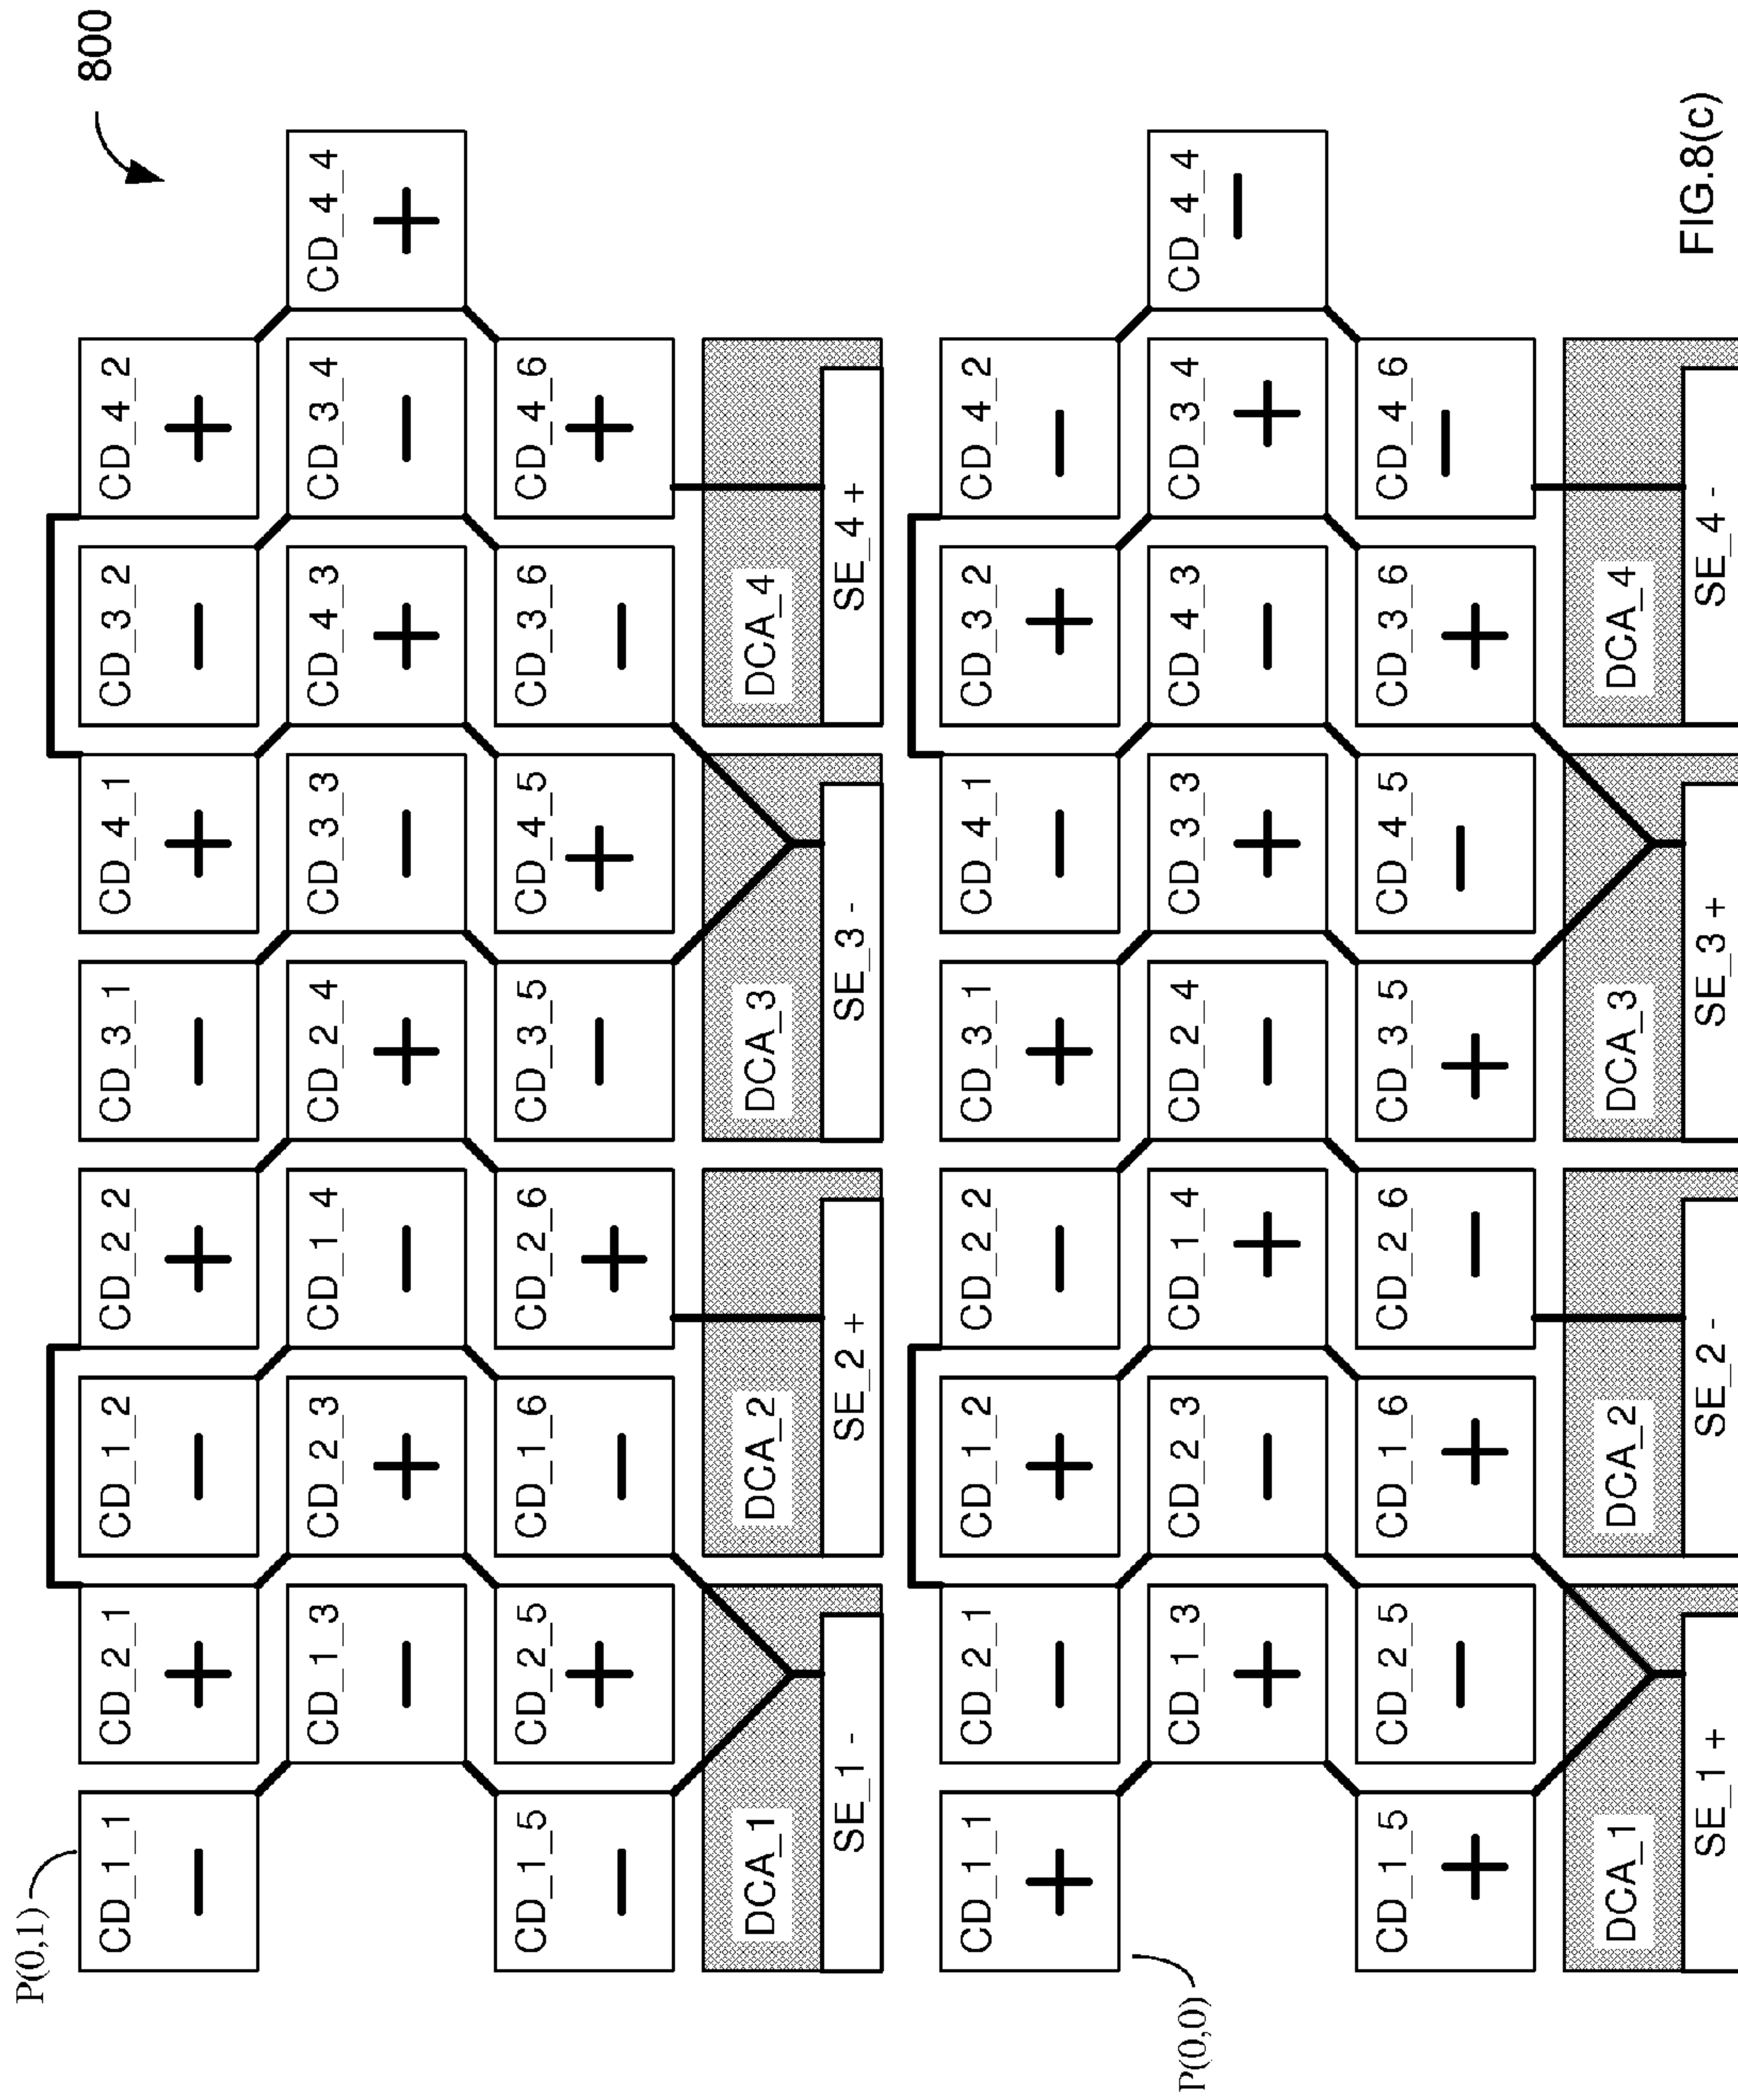 800
P(0,1)
CD_1_1 CD_2_1 CD_1_2 CD_2_2 CD_3_1 CD_4_1 CD_3_2 CD_4_2
− + − + − + − +
CD_1_3 CD_2_3 CD_1_4 CD_2_4 CD_3_3 CD_4_3 CD_3_4 CD_4_4
− + − + − + − +
CD_1_5 CD_2_5 CD_1_6 CD_2_6 CD_3_5 CD_4_5 CD_3_6 CD_4_6
− + − + − + − +
DCA_1 DCA_2 DCA_3 DCA_4
SE_1 - SE_2 + SE_3 - SE_4 +
CD_1_1 CD_2_1 CD_1_2 CD_2_2 CD_3_1 CD_4_1 CD_3_2 CD_4_2
+ − + − + − + −
P(0,0)
CD_1_3 CD_2_3 CD_1_4 CD_2_4 CD_3_3 CD_4_3 CD_3_4 CD_4_4
+ − + − + − + −
CD_1_5 CD_2_5 CD_1_6 CD_2_6 CD_3_5 CD_4_5 CD_3_6 CD_4_6
+ − + − + − + −
DCA_1 DCA_2 DCA_3 DCA_4
SE_1 + SE_2 - SE_3 + SE_4 -
FIG.8(c)